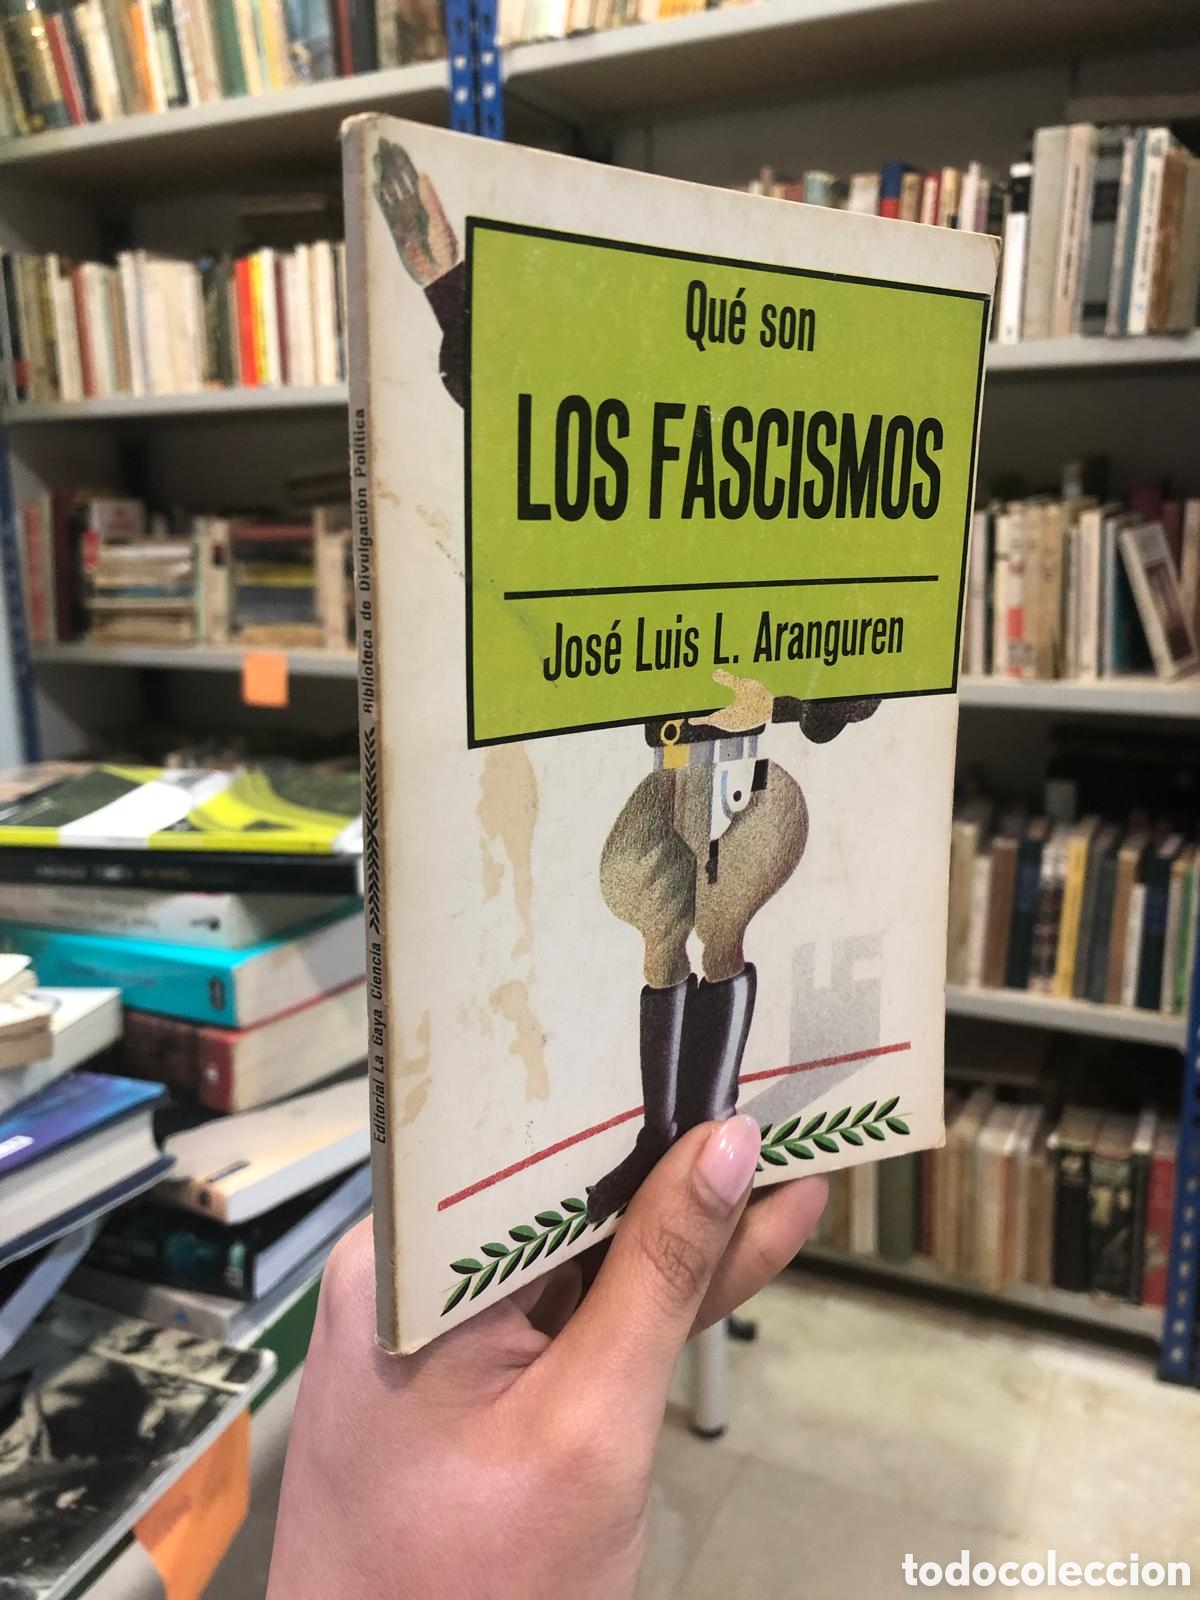 Qué son
LOS FASCISMOS
José Luis L. Aranguren
Editorial La Gaya Ciencia
Biblioteca de Divulgación Política
todocoleccion